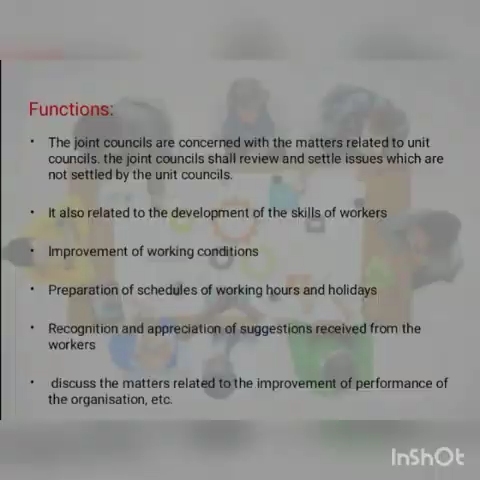 Functions:
• The joint councils are concerned with the matters related to unit
councils. the joint councils shall review and settle issues which are
not settled by the unit councils.
• It also related to the development of the skills of workers
• Improvement of working conditions
• Preparation of schedules of working hours and holidays
• Recognition and appreciation of suggestions received from the
workers
• discuss the matters related to the improvement of performance of
the organisation, etc.
InShOt